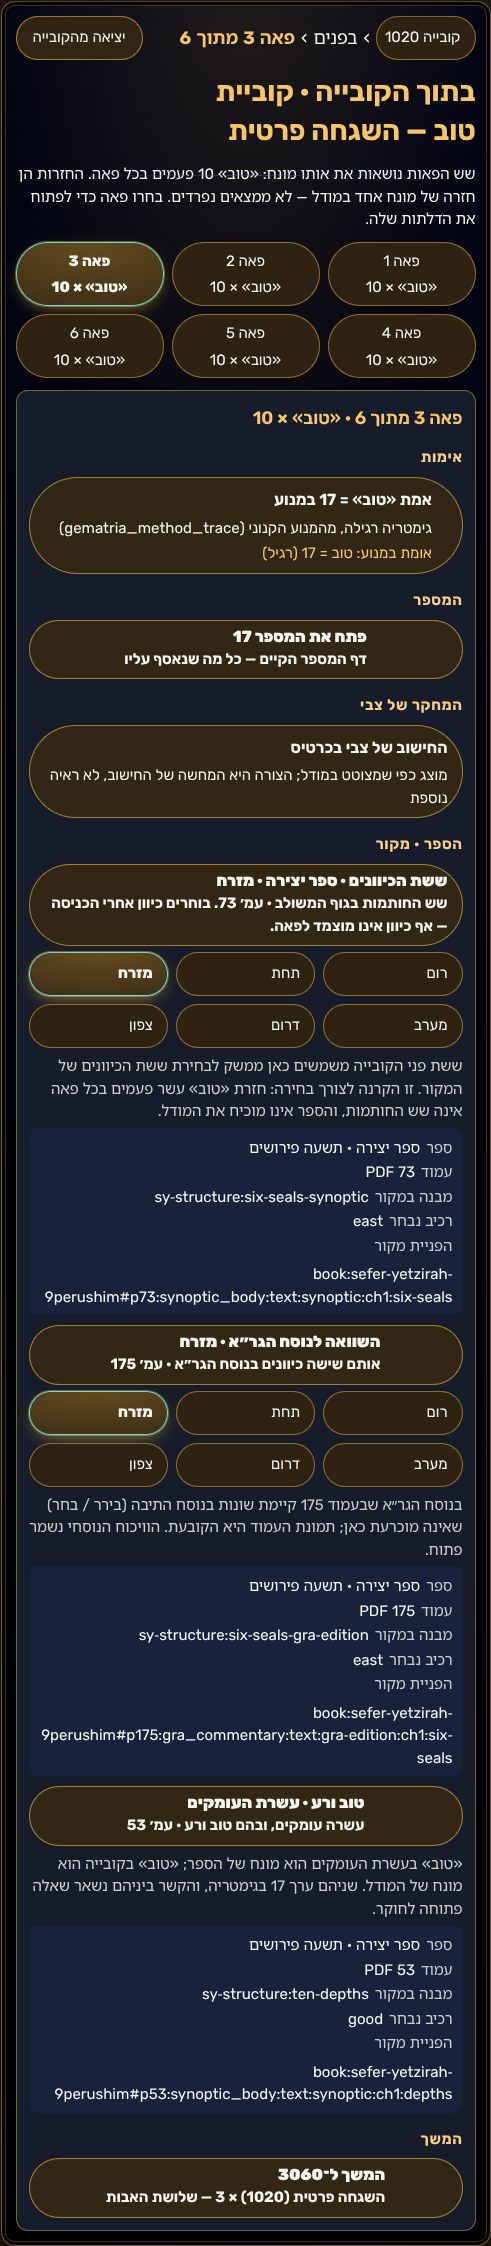 קובייה 1020 › בפנים › פאה 3 מתוך 6
יציאה מהקובייה
בתוך הקובייה · קוביית
טוב — השגחה פרטית
שש הפאות נושאות את אותו מונח: «טוב» 10 פעמים בכל פאה. החזרות הן
חזרה של מונח אחד במודל — לא ממצאים נפרדים. בחרו פאה כדי לפתוח
את הדלתות שלה.
פאה 1
«טוב» × 10
פאה 2
«טוב» × 10
פאה 3
«טוב» × 10
פאה 4
«טוב» × 10
פאה 5
«טוב» × 10
פאה 6
«טוב» × 10
פאה 3 מתוך 6 · «טוב» × 10
אימות
אמת «טוב» = 17 במנוע
גימטריה רגילה, מהמנוע הקנוני (gematria_method_trace)
אומת במנוע: טוב = 17 (רגיל)
המספר
פתח את המספר 17
דף המספר הקיים — כל מה שנאסף עליו
המחקר של צבי
החישוב של צבי בכרטיס
מוצג כפי שמצוטט במודל; הצורה היא המחשה של החישוב, לא ראיה
נוספת
הספר · מקור
ששת הכיוונים · ספר יצירה · מזרח
שש החותמות בגוף המשולב · עמ׳ 73. בוחרים כיוון אחרי הכניסה
— אף כיוון אינו מוצמד לפאה.
רום
תחת
מזרח
מערב
דרום
צפון
ששת פני הקובייה משמשים כאן ממשק לבחירת ששת הכיוונים של
המקור. זו הקרנה לצורך בחירה: חזרת «טוב» עשר פעמים בכל פאה
אינה שש החותמות, והספר אינו מוכיח את המודל.
ספר ספר יצירה · תשעה פירושים
עמוד PDF 73
מבנה במקור sy-structure:six-seals-synoptic
רכיב נבחר east
הפניית מקור
book:sefer-yetzirah-
9perushim#p73:synoptic_body:text:synoptic:ch1:six-seals
השוואה לנוסח הגר״א · מזרח
אותם שישה כיוונים בנוסח הגר״א · עמ׳ 175
רום
תחת
מזרח
מערב
דרום
צפון
בנוסח הגר״א שבעמוד 175 קיימת שונות בנוסח התיבה (בירר / בחר)
שאינה מוכרעת כאן; תמונת העמוד היא הקובעת. הוויכוח הנוסחי נשמר
פתוח.
ספר ספר יצירה · תשעה פירושים
עמוד PDF 175
מבנה במקור sy-structure:six-seals-gra-edition
רכיב נבחר east
הפניית מקור
book:sefer-yetzirah-
9perushim#p175:gra_commentary:text:gra-edition:ch1:six-
seals
טוב ורע · עשרת העומקים
עשרה עומקים, ובהם טוב ורע · עמ׳ 53
«טוב» בעשרת העומקים הוא מונח של הספר; «טוב» בקובייה הוא
מונח של המודל. שניהם ערך 17 בגימטריה, והקשר ביניהם נשאר שאלה
פתוחה לחוקר.
ספר ספר יצירה · תשעה פירושים
עמוד PDF 53
מבנה במקור sy-structure:ten-depths
רכיב נבחר good
הפניית מקור
book:sefer-yetzirah-
9perushim#p53:synoptic_body:text:synoptic:ch1:depths
המשך
המשך ל־3060
השגחה פרטית (1020) × 3 — שלושת האבות